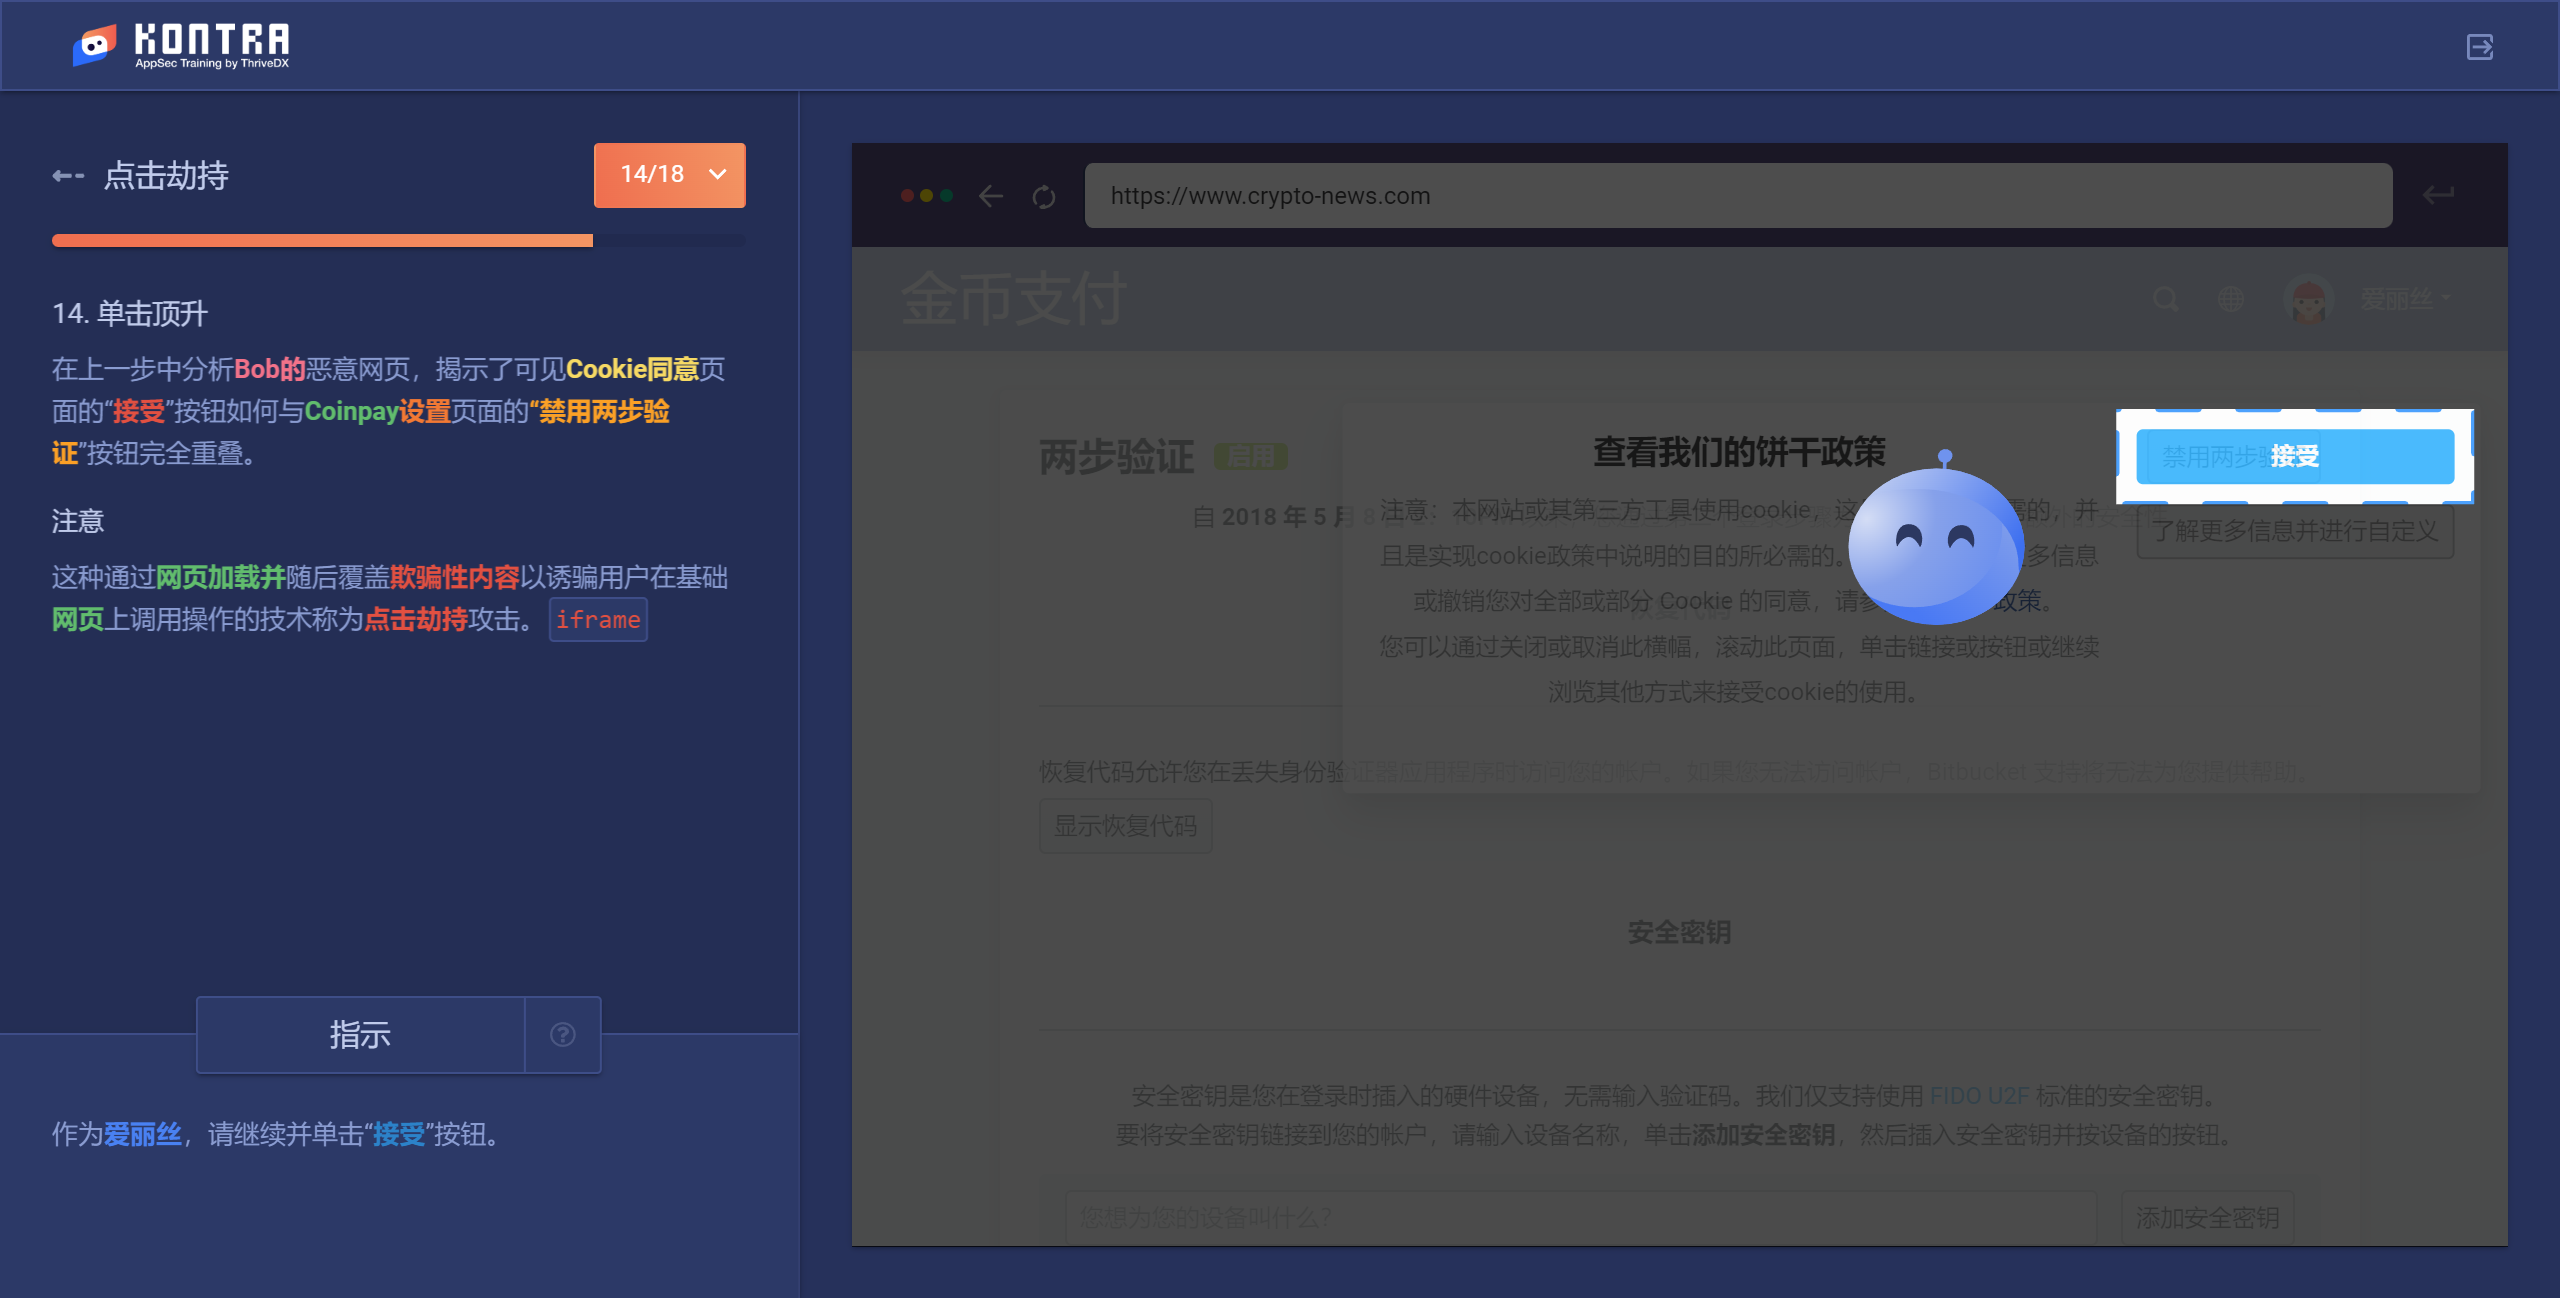 KONTRA
AppSec Training by ThriveDX
点击劫持
14/18
14. 单击顶升
在上一步中分析Bob的恶意网页，揭示了可见Cookie同意页
面的“接受”按钮如何与Coinpay设置页面的“禁用两步验
证”按钮完全重叠。
注意
这种通过网页加载并随后覆盖欺骗性内容以诱骗用户在基础
网页上调用操作的技术称为点击劫持攻击。 iframe
指示
作为爱丽丝，请继续并单击“接受”按钮。
https://www.crypto-news.com
金币支付
爱丽丝
两步验证 启用
自 2018 年 5 月 8
查看我们的饼干政策
注意：本网站或其第三方工具使用cookie，这 需的，并
且是实现cookie政策中说明的目的所必需的。 多信息
或撤销您对全部或部分 Cookie 的同意，请参 政策。
您可以通过关闭或取消此横幅，滚动此页面，单击链接或按钮或继续
浏览其他方式来接受cookie的使用。
禁用两步验
接受
了解更多信息并进行自定义
恢复代码允许您在丢失身份验证器应用程序时访问您的帐户。如果您无法访问帐户，Bitbucket 支持将无法为您提供帮助。
显示恢复代码
安全密钥
安全密钥是您在登录时插入的硬件设备，无需输入验证码。我们仅支持使用 FIDO U2F 标准的安全密钥。
要将安全密钥链接到您的帐户，请输入设备名称，单击添加安全密钥，然后插入安全密钥并按设备的按钮。
您想为您的设备叫什么？
添加安全密钥